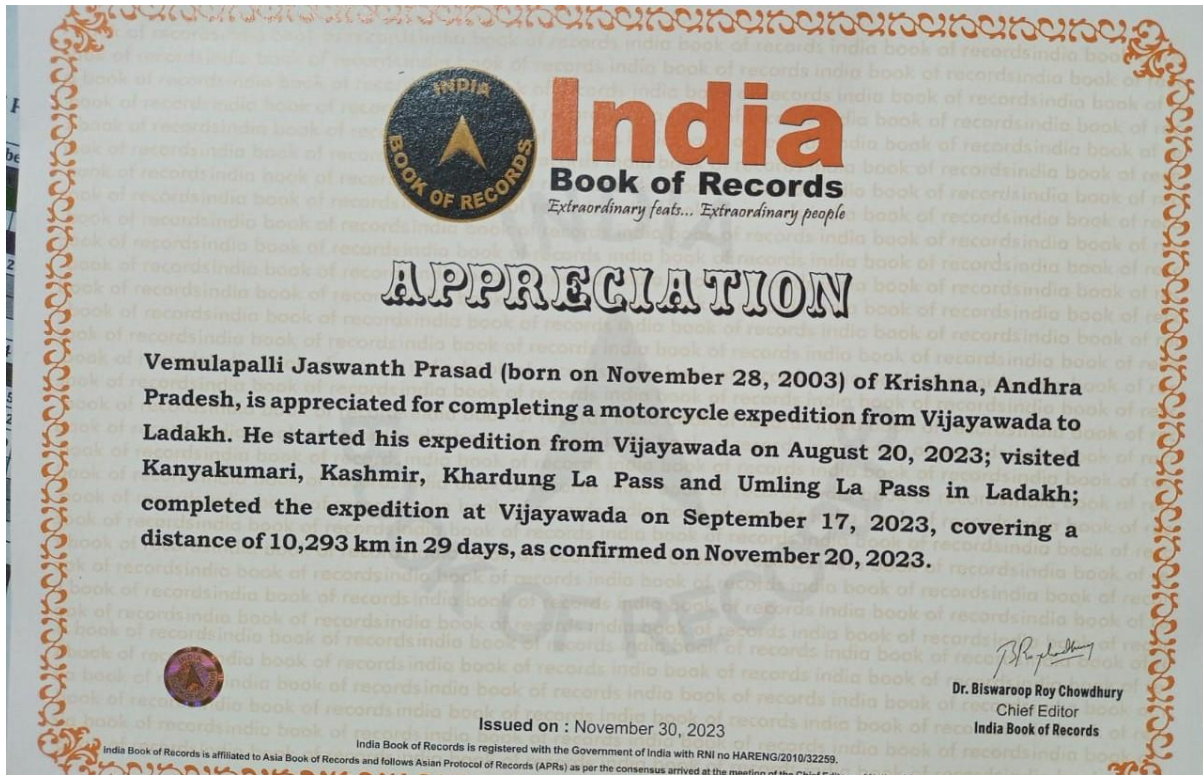 INDIA
BOOK OF RECORDS
India
Book of Records
Extraordinary feats... Extraordinary people
APPRECIATION
Vemulapalli Jaswanth Prasad (born on November 28, 2003) of Krishna, Andhra
Pradesh, is appreciated for completing a motorcycle expedition from Vijayawada to
Ladakh. He started his expedition from Vijayawada on August 20, 2023; visited
Kanyakumari, Kashmir, Khardung La Pass and Umling La Pass in Ladakh;
completed the expedition at Vijayawada on September 17, 2023, covering a
distance of 10,293 km in 29 days, as confirmed on November 20, 2023.
Dr. Biswaroop Roy Chowdhury
Chief Editor
India Book of Records
Issued on : November 30, 2023
India Book of Records is registered with the Government of India with RNI no HARENG/2010/32259.
India Book of Records is affiliated to Asia Book of Records and follows Asian Protocol of Records (APRs) as per the consensus arrived at the meeting of the Chief